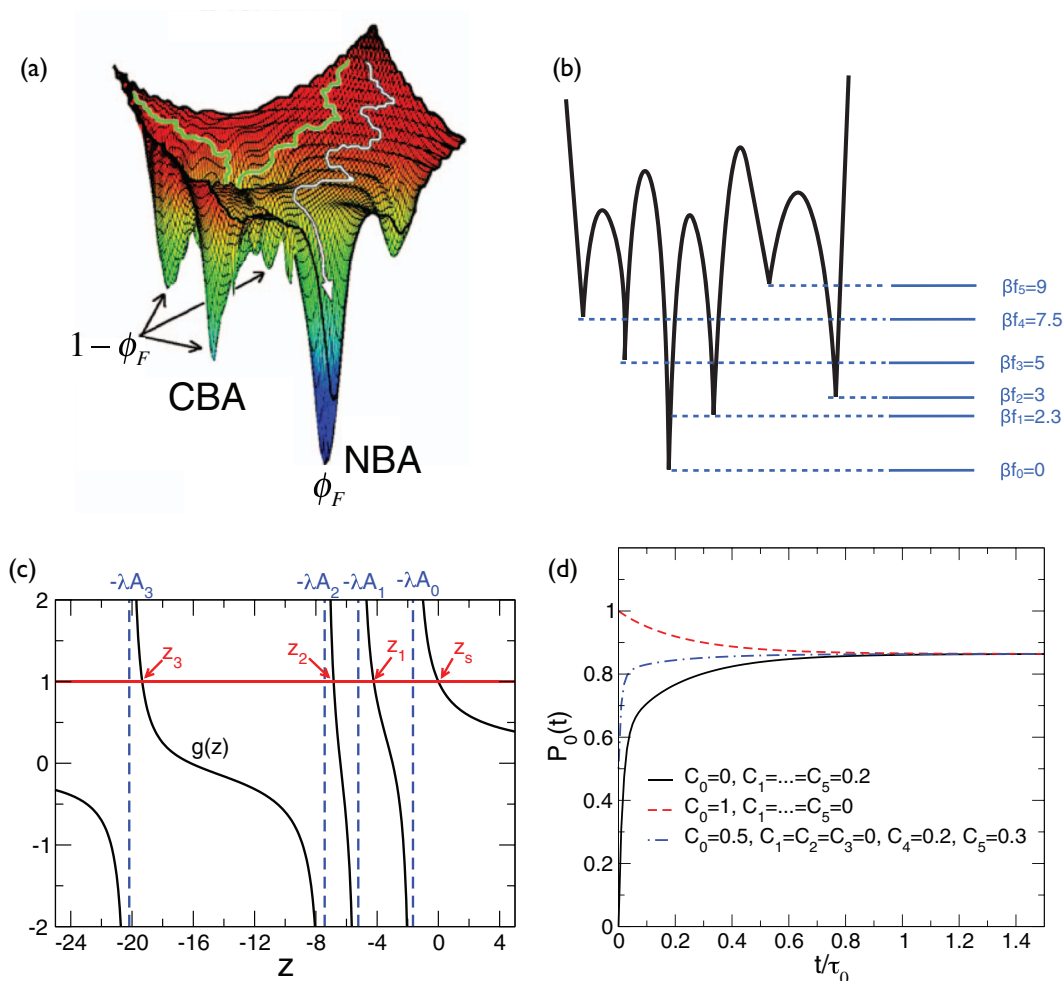 (a)
1 − ϕ_F
CBA
NBA
ϕ_F
(b)
βf₅=9
βf₄=7.5
βf₃=5
βf₂=3
βf₁=2.3
βf₀=0
(c)
-λA₃
-λA₂
-λA₁
-λA₀
2
1
0
-1
-2
z₃
z₂
z₁
z_s
g(z)
-24 -20 -16 -12 -8 -4 0 4
z
(d)
P₀(t)
1
0.8
0.6
0.4
0.2
0
C₀=0, C₁=...=C₅=0.2
C₀=1, C₁=...=C₅=0
C₀=0.5, C₁=C₂=C₃=0, C₄=0.2, C₅=0.3
0 0.2 0.4 0.6 0.8 1 1.2 1.4
t/τ₀